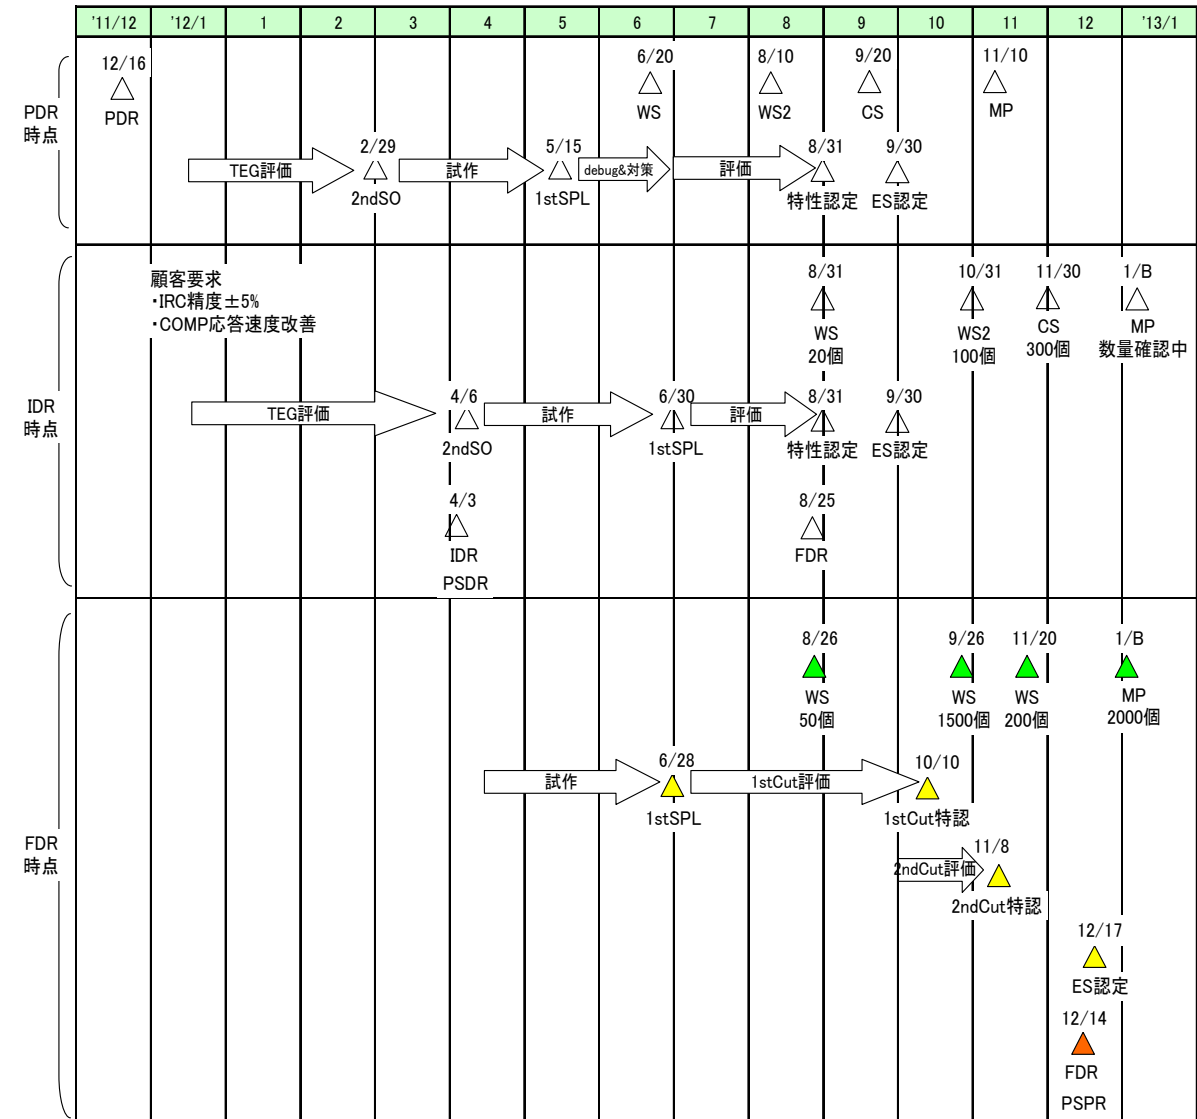 '11/12 '12/1 1 2 3 4 5 6 7 8 9 10 11 12 '13/1
PDR
時点
12/16
PDR
6/20
WS
8/10
WS2
9/20
CS
11/10
MP
TEG評価
2/29
2ndSO
試作
5/15
1stSPL
debug&対策
評価
8/31
特性認定
9/30
ES認定
IDR
時点
顧客要求
・IRC精度±5%
・COMP応答速度改善
8/31
WS
20個
10/31
WS2
100個
11/30
CS
300個
1/B
MP
数量確認中
TEG評価
4/6
2ndSO
試作
6/30
1stSPL
評価
8/31
特性認定
9/30
ES認定
4/3
IDR
PSDR
8/25
FDR
FDR
時点
8/26
WS
50個
9/26
WS
1500個
11/20
WS
200個
1/B
MP
2000個
試作
6/28
1stSPL
1stCut評価
10/10
1stCut特認
2ndCut評価
11/8
2ndCut特認
12/17
ES認定
12/14
FDR
PSPR